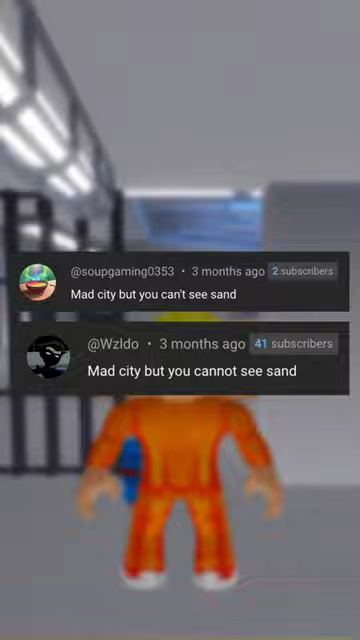 @soupgaming0353 • 3 months ago 2 subscribers
Mad city but you can't see sand
@Wzldo • 3 months ago 41 subscribers
Mad city but you cannot see sand